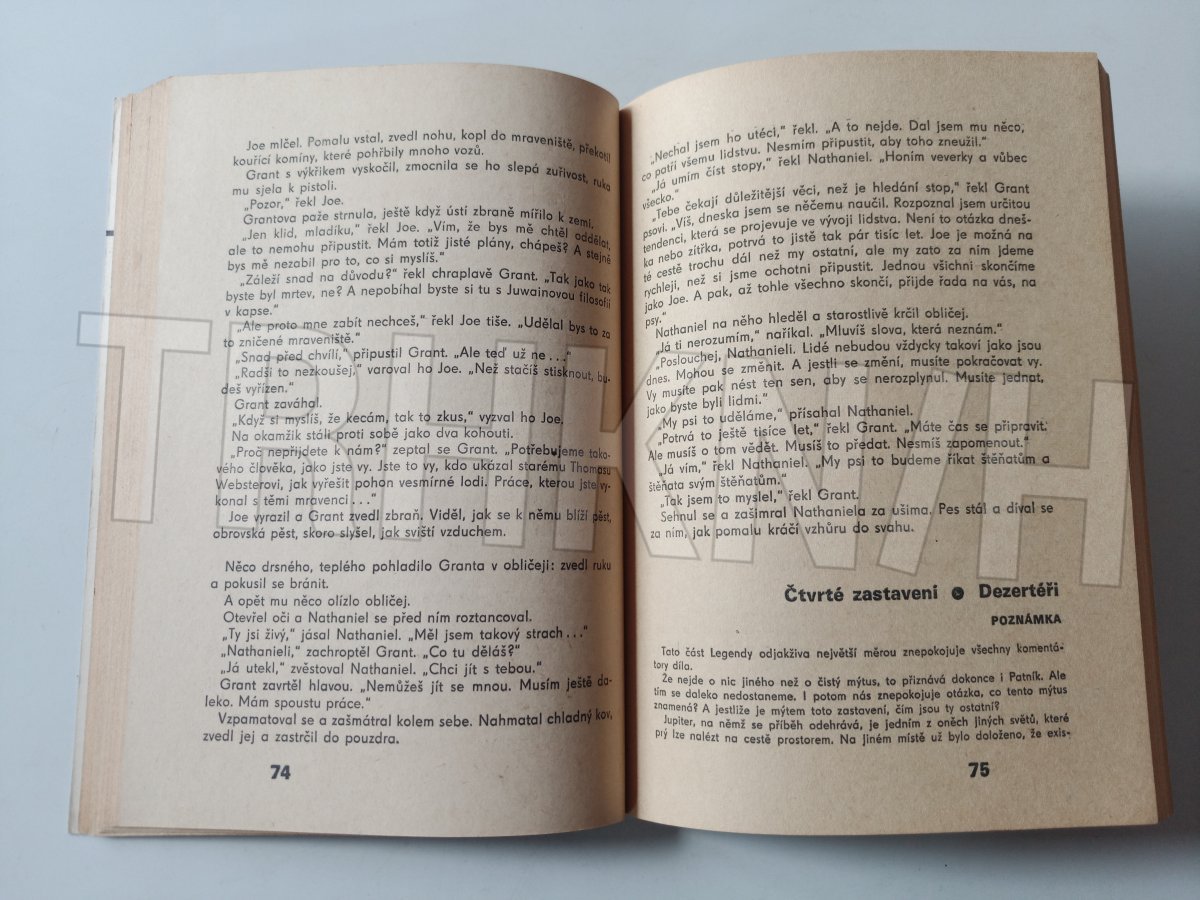 Joe mlčel. Pomalu vstal, zvedl nohu, kopl do mraveniště, překotil
kouřící komíny, které pohřbily mnoho vozů.
Grant s výkřikem vyskočil, zmocnila se ho slepá zuřivost, ruka
mu sjela k pistoli.
„Pozor,“ řekl Joe.
Grantova paže strnula, ještě když ústí zbraně mířilo k zemi.
„Jen klid, mladíku,“ řekl Joe. „Vím, že bys mě chtěl oddělat,
ale to nemohu připustit. Mám totiž jisté plány, chápeš? A stejně
bys mě nezabil pro to, co si myslíš.“
„Záleží snad na důvodu?“ řekl chraplavě Grant. „Tak jako tak
byste byl mrtev, ne? A nepobíhal byste si tu s Juwainovou filosofií
v kapse.“
„Ale proto mne zabít nechceš,“ řekl Joe tiše. „Udělal bys to za
to zničené mraveniště.“
„Snad před chvílí,“ připustil Grant. „Ale teď už ne...“
„Radši to nezkoušej,“ varoval ho Joe. „Než stačíš stisknout, bu-
deš vyřízen.“
Grant zaváhal.
„Když si myslíš, že kecám, tak to zkus,“ vyzval ho Joe.
Na okamžik stáli proti sobě jako dva kohouti.
„Proč nepřijdete k nám?“ zeptal se Grant. „Potřebujeme tako-
vého člověka, jako jste vy. Jste to vy, kdo ukázal starému Thomasu
Websterovi, jak vyřešit pohon vesmírné lodi. Práce, kterou jste vy-
konal s těmi mravenci...“
Joe vyrazil a Grant zvedl zbraň. Viděl, jak se k němu blíží pěst,
obrovská pěst, skoro slyšel, jak sviští vzduchem.
Něco drsného, teplého pohladilo Granta v obličeji: zvedl ruku
a pokusil se bránit.
A opět mu něco olízlo obličej.
Otevřel oči a Nathaniel se před ním roztancoval.
„Ty jsi živý,“ jásal Nathaniel. „Měl jsem takový strach...“
„Nathanieli,“ zachroptěl Grant. „Co tu děláš?“
„Já utekl,“ zvěstoval Nathaniel. „Chci jít s tebou.“
Grant zavrtěl hlavou. „Nemůžeš jít se mnou. Musím ještě da-
leko. Mám spoustu práce.“
Vzpamatoval se a zašmátral kolem sebe. Nahmatal chladný kov,
zvedl jej a zastrčil do pouzdra.
74
„Nechal jsem ho utéci,“ řekl. „A to nejde. Dal jsem mu něco,
co patří všemu lidstvu. Nesmím připustit, aby toho zneužil.“
„Já umím číst stopy,“ řekl Nathaniel. „Honím veverky a vůbec
všecko.“
„Tebe čekají důležitější věci, než je hledání stop,“ řekl Grant
psovi. „Víš, dneska jsem se něčemu naučil. Rozpoznal jsem určitou
tendenci, která se projevuje ve vývoji lidstva. Není to otázka dneš-
ka nebo zítřka, potrvá to jistě tak pár tisíc let. Joe je možná na
té cestě trochu dál než my ostatní, ale my zato za ním jdeme
rychleji, než si jsme ochotni připustit. Jednou všichni skončíme
jako Joe. A pak, až tohle všechno skončí, přijde řada na vás, na
psy.“
Nathaniel na něho hleděl a starostlivě krčil obličej.
„Já ti nerozumím,“ naříkal. „Mluvíš slova, která neznám.“
„Poslouchej, Nathanieli. Lidé nebudou vždycky takoví jako jsou
dnes. Mohou se změnit. A jestli se změní, musíte pokračovat vy.
Vy musíte pak nést ten sen, aby se nerozplynul. Musíte jednat,
jako byste byli lidmi.“
„My psi to uděláme,“ přísahal Nathaniel.
„Potrvá to ještě tisíce let,“ řekl Grant. „Máte čas se připravit.
Ale musíš o tom vědět. Musíš to předat. Nesmíš zapomenout.“
„Já vím,“ řekl Nathaniel. „My psi to budeme říkat štěňatům a
štěňata svým štěňatům.“
„Tak jsem to myslel,“ řekl Grant.
Sehnul se a zašimral Nathaniela za ušima. Pes stál a díval se
za ním, jak pomalu kráčí vzhůru do svahu.
Čtvrté zastavení ● Dezertéři
POZNÁMKA
Tato část Legendy odjakživa největší měrou znepokojuje všechny komentá-
tory díla.
Že nejde o nic jiného než o čistý mýtus, to přiznává dokonce i Patník. Ale
tím se daleko nedostaneme. I potom nás znepokojuje otázka, co tento mýtus
znamená? A jestliže je mýtem toto zastavení, čím jsou ty ostatní?
Jupiter, na němž se příběh odehrává, je jedním z oněch jiných světů, které
prý lze nalézt na cestě prostorem. Na jiném místě už bylo doloženo, že exis-
75
TRHKNIH